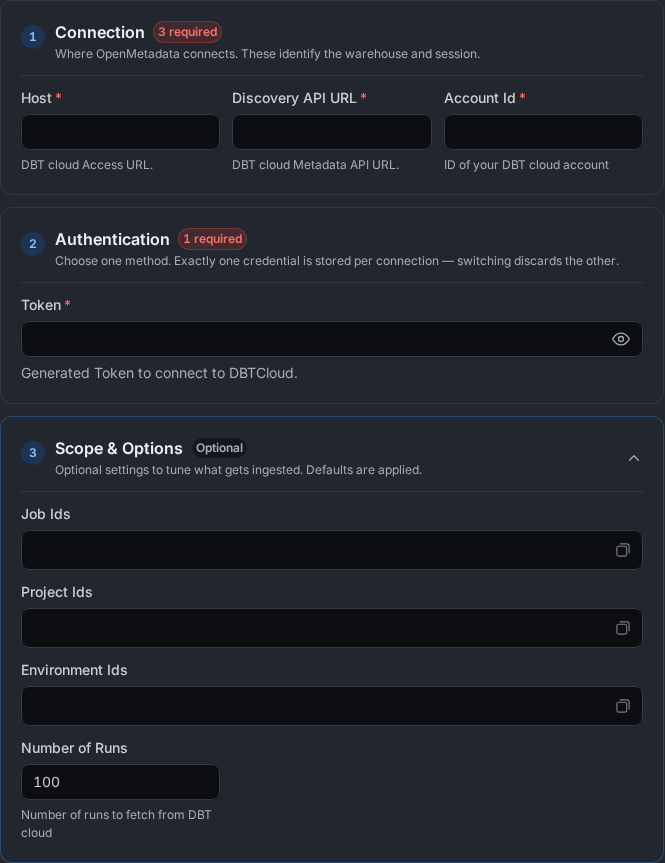 1
Connection
3 required
Where OpenMetadata connects. These identify the warehouse and session.
Host *
Discovery API URL *
Account Id *
DBT cloud Access URL.
DBT cloud Metadata API URL.
ID of your DBT cloud account
2
Authentication
1 required
Choose one method. Exactly one credential is stored per connection — switching discards the other.
Token *
Generated Token to connect to DBTCloud.
3
Scope & Options
Optional
Optional settings to tune what gets ingested. Defaults are applied.
Job Ids
Project Ids
Environment Ids
Number of Runs
100
Number of runs to fetch from DBT
cloud